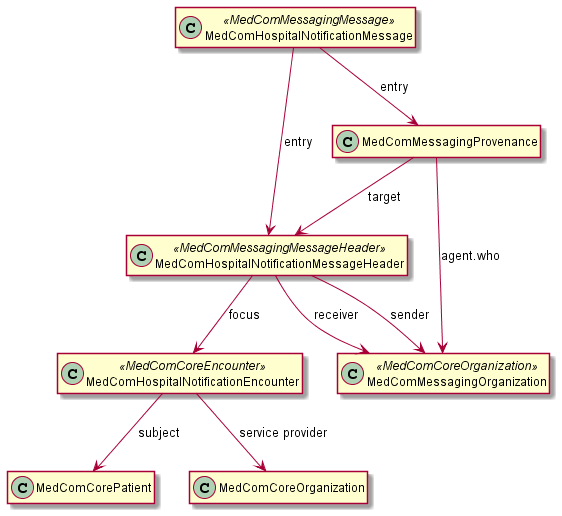 C
«MedComMessagingMessage»
MedComHospitalNotificationMessage
entry
C MedComMessagingProvenance
entry
target
C
«MedComMessagingMessageHeader»
MedComHospitalNotificationMessageHeader
agent.who
focus
receiver
sender
C
«MedComCoreEncounter»
MedComHospitalNotificationEncounter
C
«MedComCoreOrganization»
MedComMessagingOrganization
subject
service provider
C MedComCorePatient
C MedComCoreOrganization